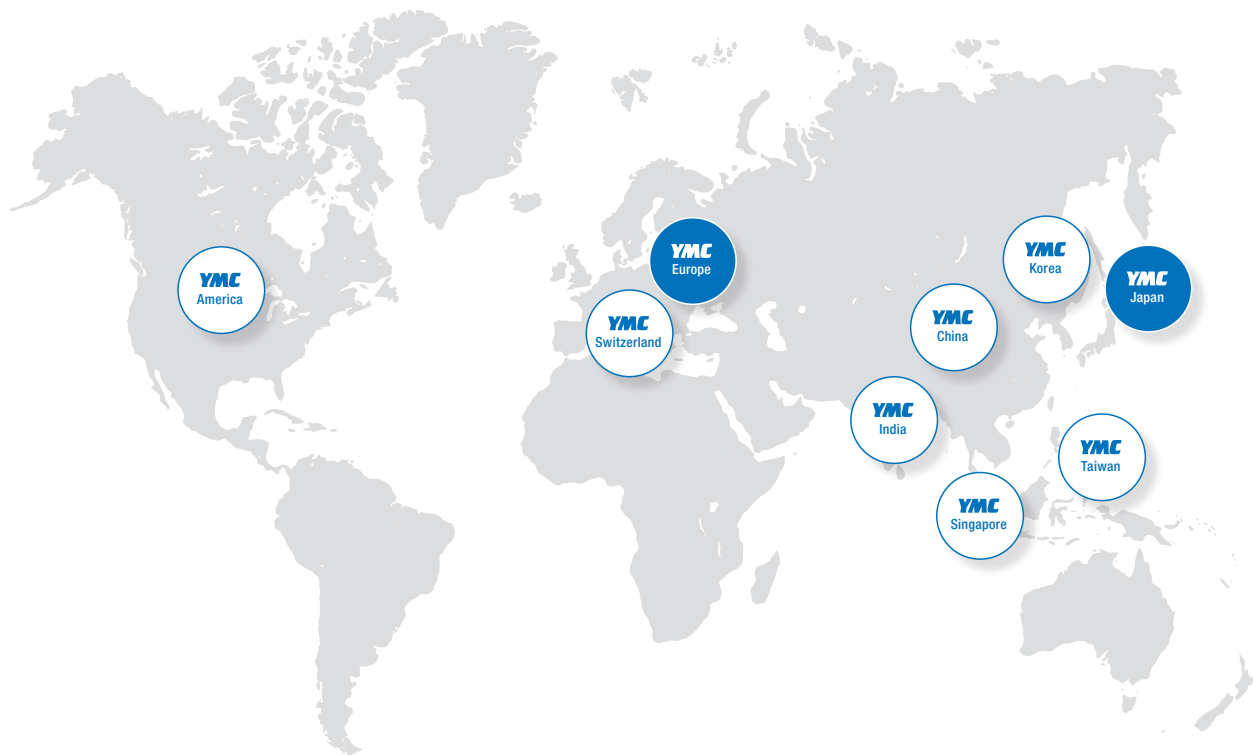 YMC
America
YMC
Europe
YMC
Switzerland
YMC
Korea
YMC
Japan
YMC
China
YMC
India
YMC
Taiwan
YMC
Singapore